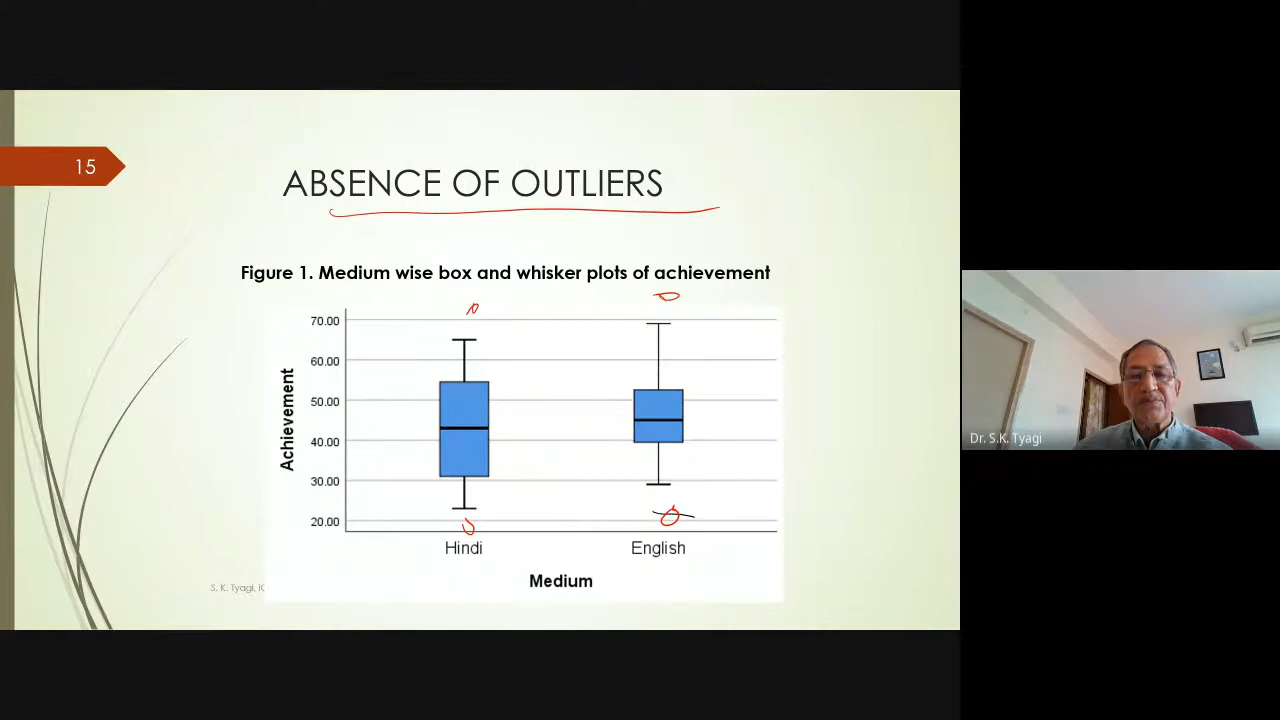 15
ABSENCE OF OUTLIERS
Figure 1. Medium wise box and whisker plots of achievement
70.00
60.00
50.00
40.00
30.00
20.00
Achievement
Hindi
English
Medium
S. K. Tyagi,
Dr. S.K. Tyagi